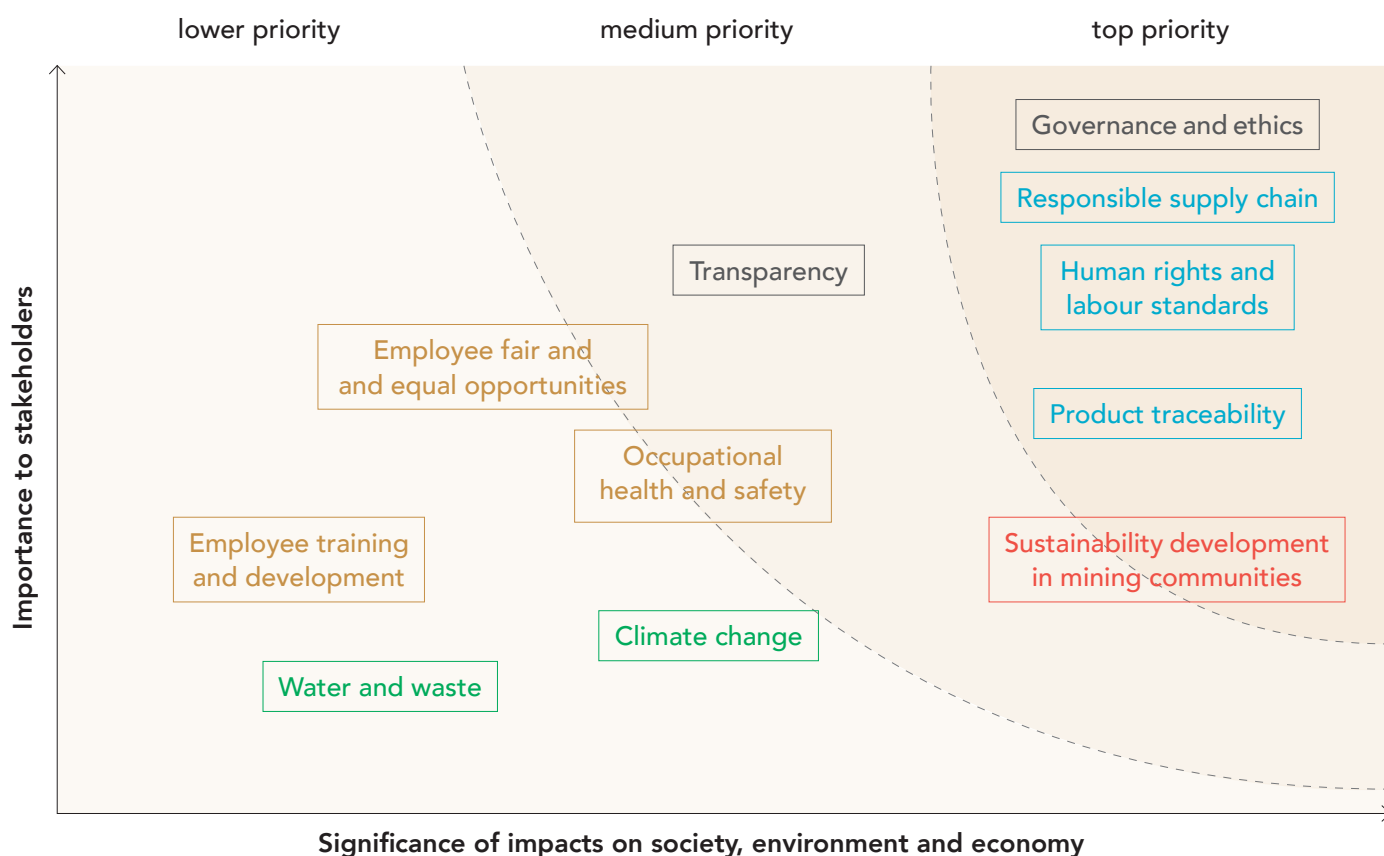 lower priority
medium priority
top priority
Governance and ethics
Responsible supply chain
Human rights and
labour standards
Transparency
Employee fair and
and equal opportunities
Product traceability
Occupational
health and safety
Employee training
and development
Sustainability development
in mining communities
Climate change
Water and waste
Importance to stakeholders
Significance of impacts on society, environment and economy